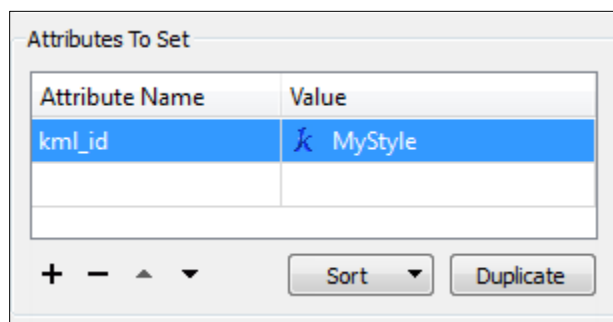 Attributes To Set
Attribute Name Value
kml_id k MyStyle
Sort Duplicate